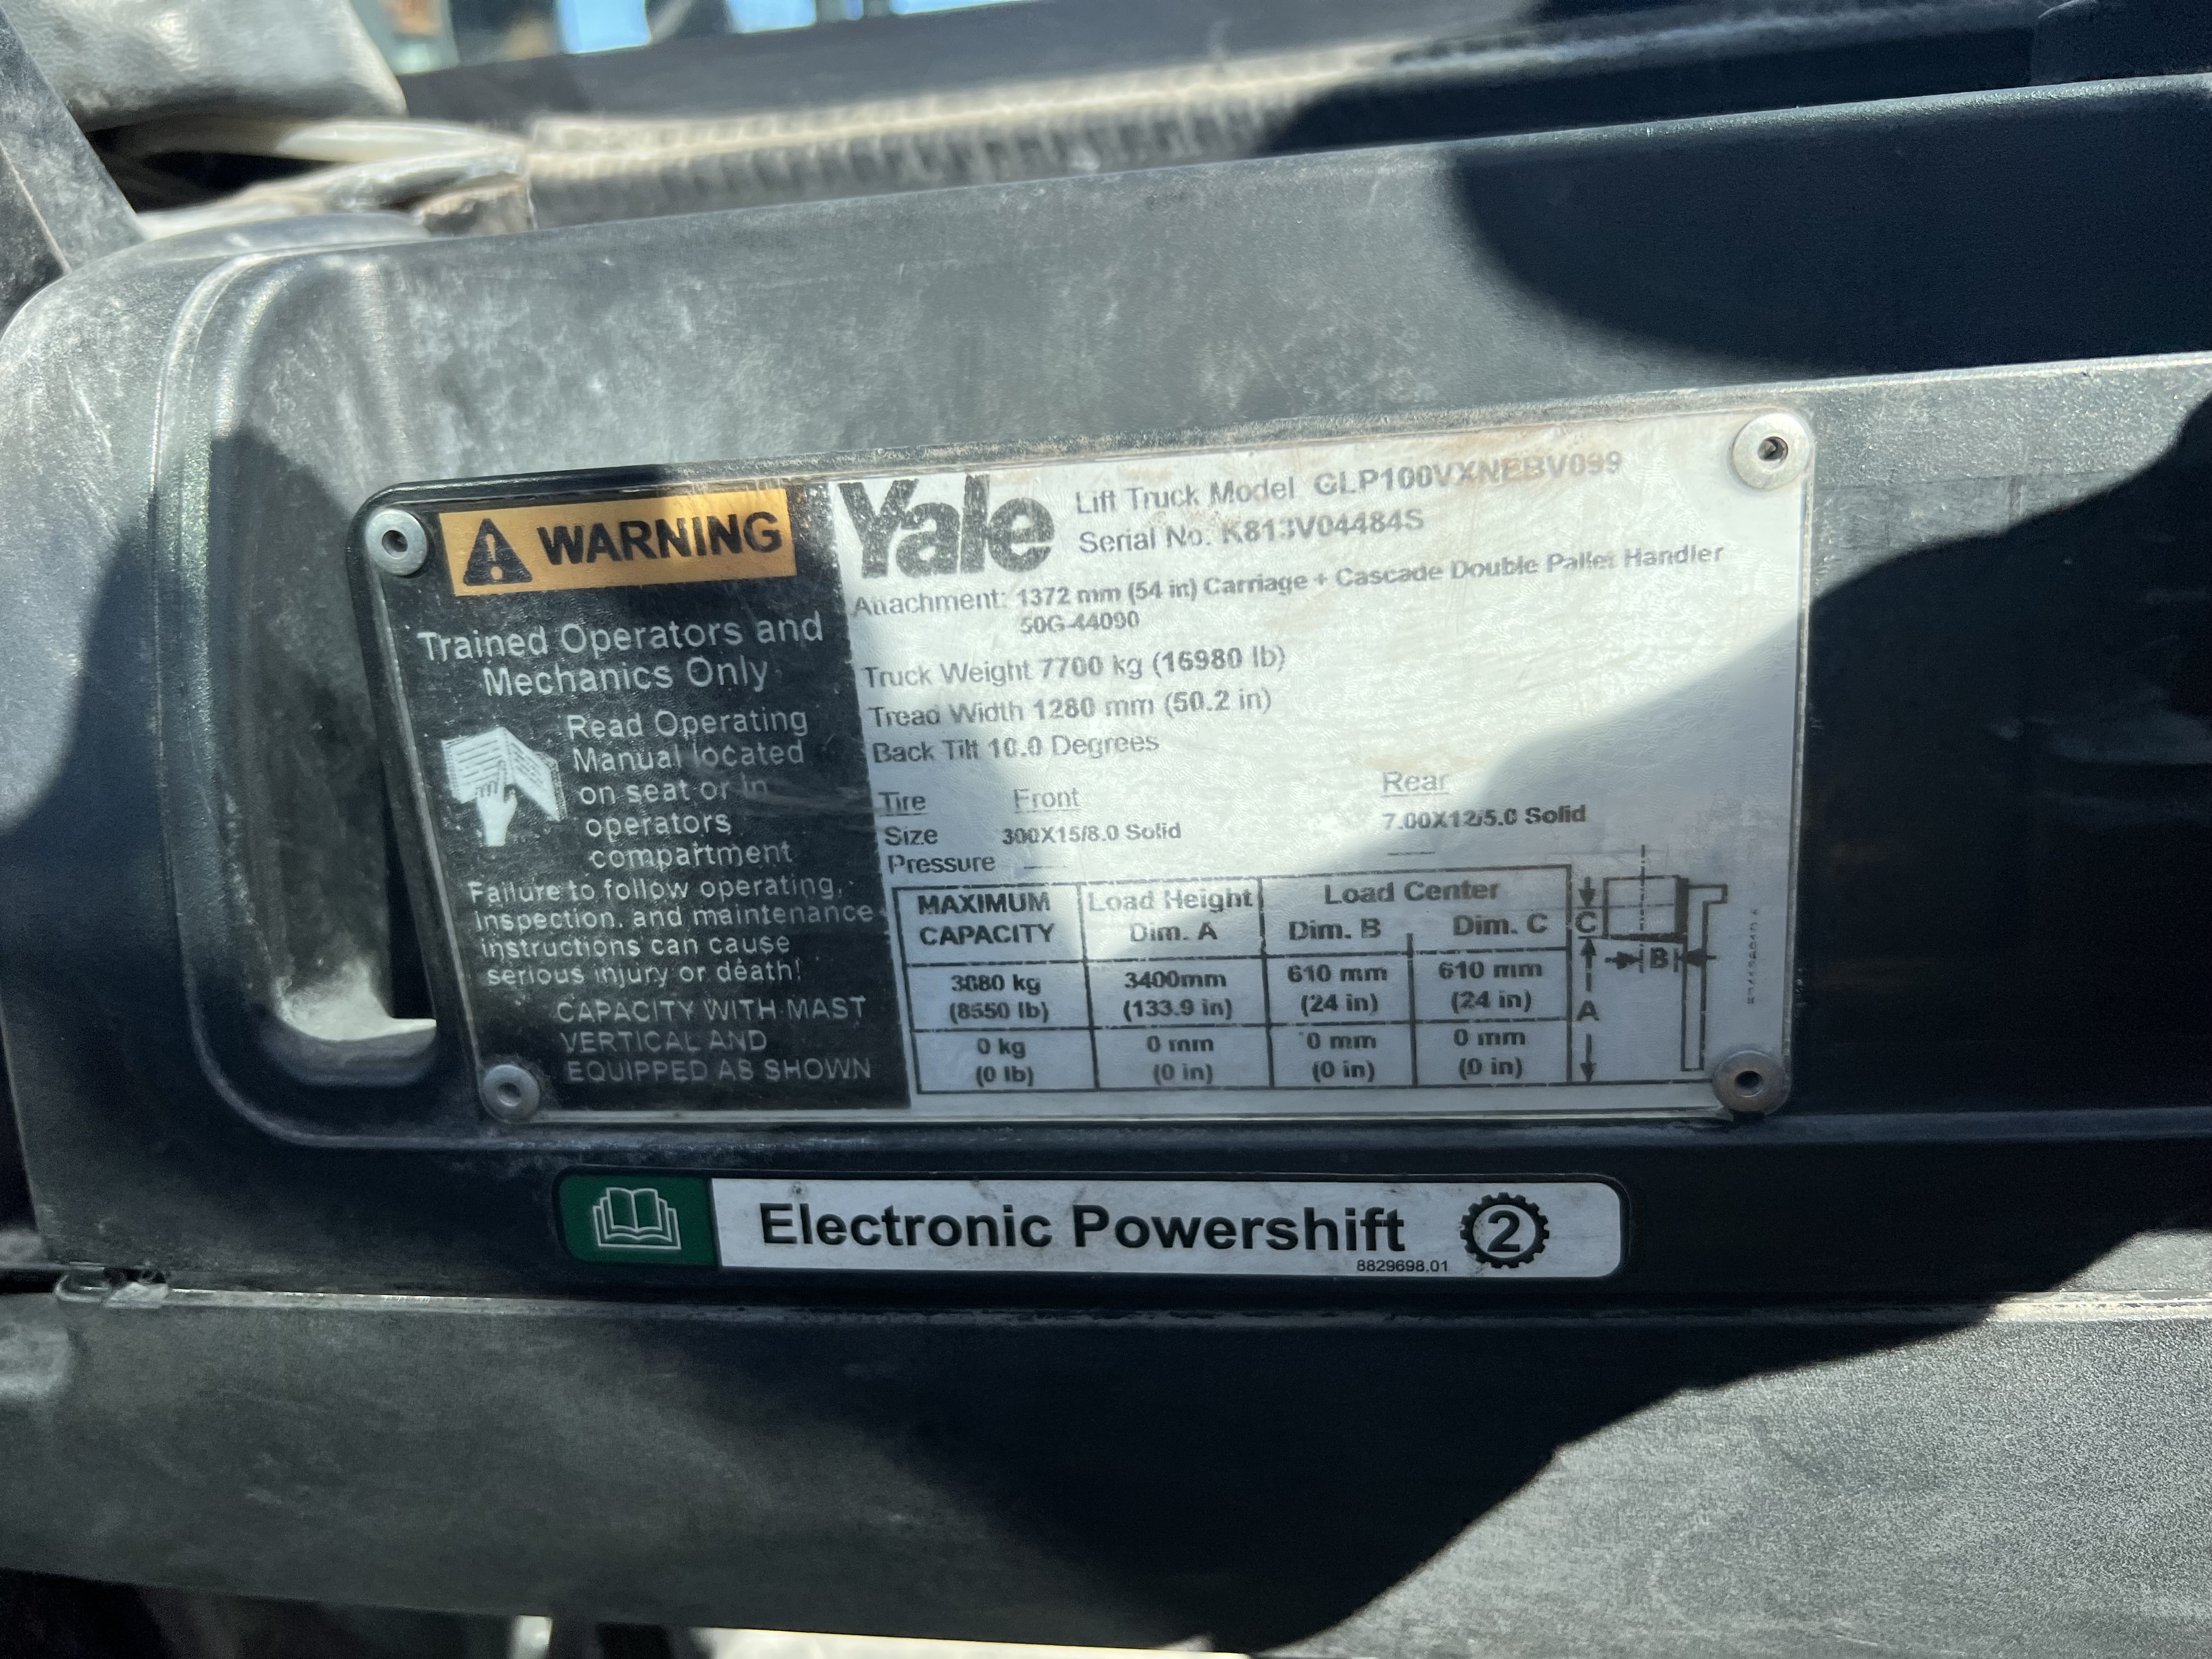 WARNING
Trained Operators and
Mechanics Only
Read Operating
Manual located
on seat or in
operators
compartment
Failure to follow operating,
inspection, and maintenance
instructions can cause
serious injury or death!
CAPACITY WITH MAST
VERTICAL AND
EQUIPPED AS SHOWN
Yale
Lift Truck Model GLP100VXNEBV099
Serial No. K813V04484S
Attachment: 1372 mm (54 in) Carriage + Cascade Double Pallet Handler
50G-44090
Truck Weight 7700 kg (16980 lb)
Tread Width 1280 mm (50.2 in)
Back Tilt 10.0 Degrees
Tire Front Rear
Size 300X15/8.0 Solid 7.00X12/5.0 Solid
Pressure
MAXIMUM CAPACITY Load Height Dim. A Load Center Dim. B Dim. C
kg 3400mm 610 mm 610 mm
(8550 lb) (133.9 in) (24 in) (24 in)
0 kg 0 mm 0 mm 0 mm
(0 lb) (0 in) (0 in) (0 in)
C
B
A
Electronic Powershift 2
8829698.01